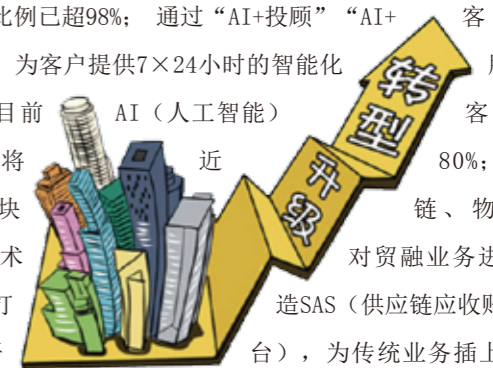 比例已超98%； 通过“AI+投顾”“AI+ 客
为客户提供7×24小时的智能化
目前 AI（人工智能） 客
将 近 80%；
块 链、物
术 对贸融业务进
打 造SAS（供应链应收账
台），为传统业务插上
转型
升级